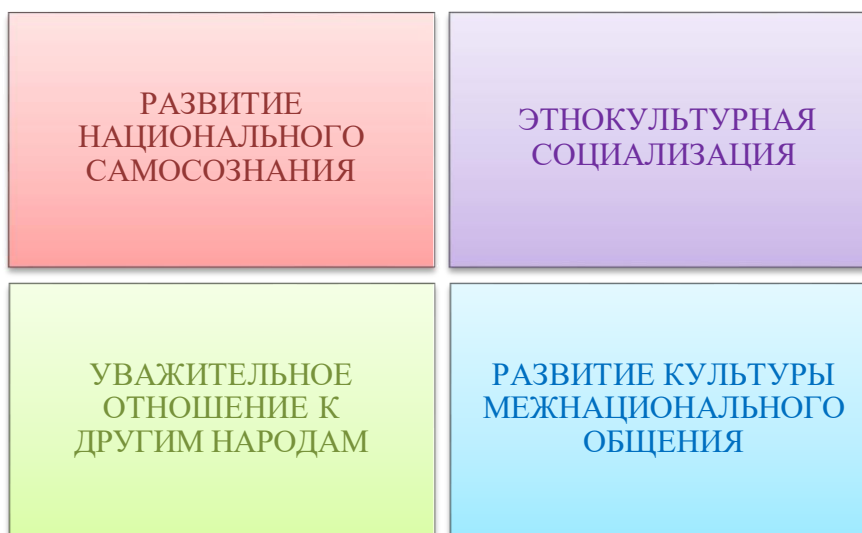 РАЗВИТИЕ
НАЦИОНАЛЬНОГО
САМОСОЗНАНИЯ
ЭТНОКУЛЬТУРНАЯ
СОЦИАЛИЗАЦИЯ
УВАЖИТЕЛЬНОЕ
ОТНОШЕНИЕ К
ДРУГИМ НАРОДАМ
РАЗВИТИЕ КУЛЬТУРЫ
МЕЖНАЦИОНАЛЬНОГО
ОБЩЕНИЯ